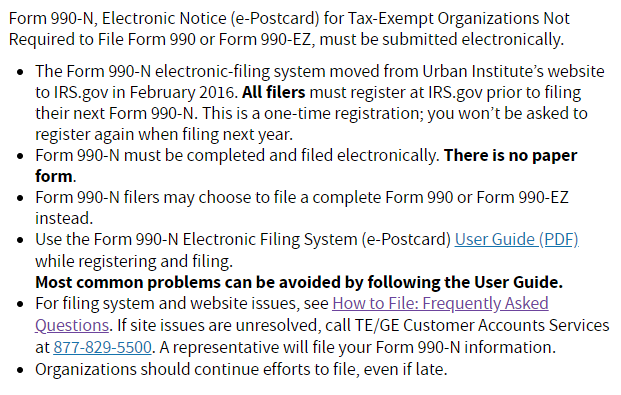 Form 990-N, Electronic Notice (e-Postcard) for Tax-Exempt Organizations Not
Required to File Form 990 or Form 990-EZ, must be submitted electronically.
• The Form 990-N electronic-filing system moved from Urban Institute’s website
to IRS.gov in February 2016. All filers must register at IRS.gov prior to filing
their next Form 990-N. This is a one-time registration; you won’t be asked to
register again when filing next year.
• Form 990-N must be completed and filed electronically. There is no paper
form.
• Form 990-N filers may choose to file a complete Form 990 or Form 990-EZ
instead.
• Use the Form 990-N Electronic Filing System (e-Postcard) User Guide (PDF)
while registering and filing.
Most common problems can be avoided by following the User Guide.
• For filing system and website issues, see How to File: Frequently Asked
Questions. If site issues are unresolved, call TE/GE Customer Accounts Services
at 877-829-5500. A representative will file your Form 990-N information.
• Organizations should continue efforts to file, even if late.